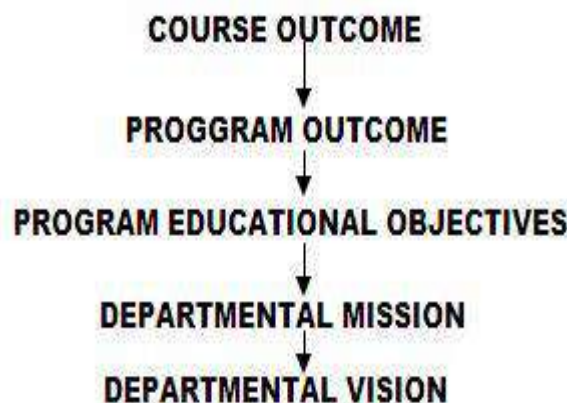 COURSE OUTCOME
PROGGRAM OUTCOME
PROGRAM EDUCATIONAL OBJECTIVES
DEPARTMENTAL MISSION
DEPARTMENTAL VISION